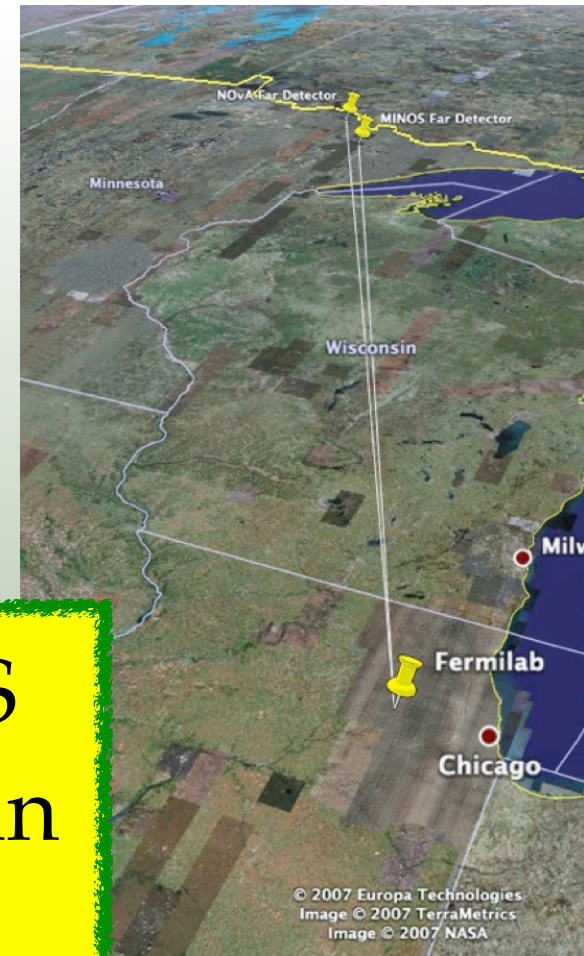 NOvA Far Detector
MINOS Far Detector
Minnesota
Wisconsin
Fermilab
Chicago
© 2007 Europa Technologies
Image © 2007 TerraMetrics
Image © 2007 NASA